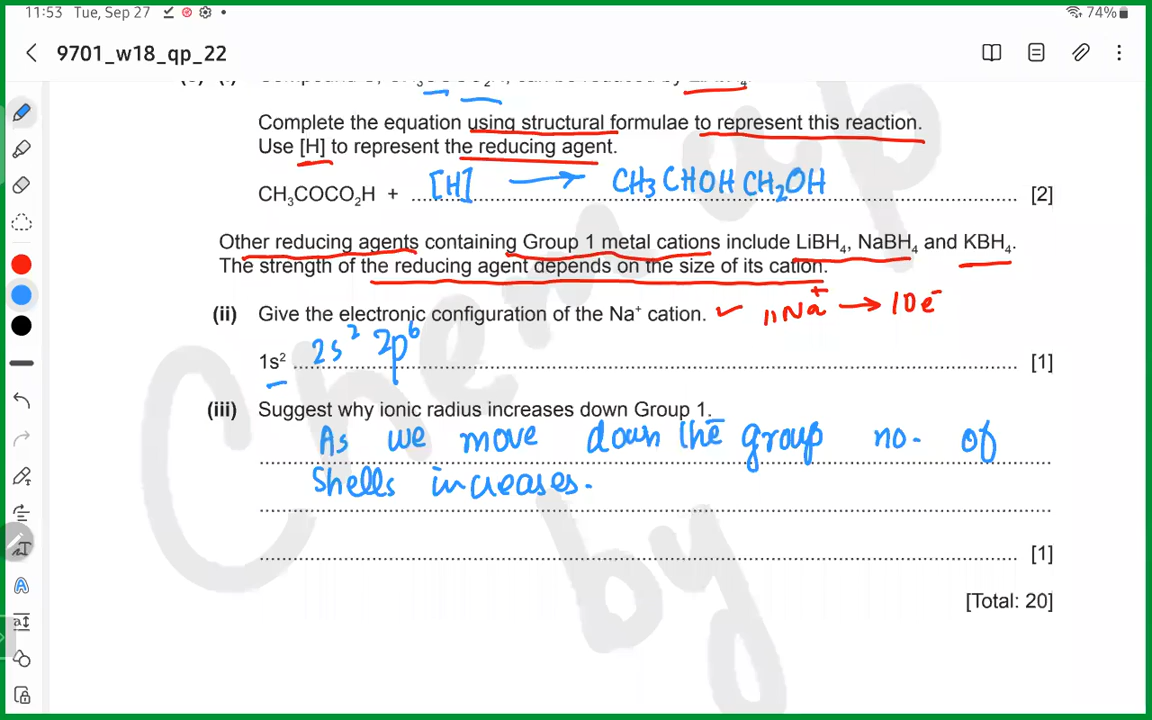 11:53 Tue, Sep 27
74%
9701_w18_qp_22
Complete the equation using structural formulae to represent this reaction.
Use [H] to represent the reducing agent.
CH₃COCO₂H + [H] → CH₃CHOHCH₂OH [2]
Other reducing agents containing Group 1 metal cations include LiBH₄, NaBH₄ and KBH₄.
The strength of the reducing agent depends on the size of its cation.
(ii) Give the electronic configuration of the Na⁺ cation. ✓ ₁₁Na⁺ → 10e⁻
1s² 2s² 2p⁶ [1]
(iii) Suggest why ionic radius increases down Group 1.
As we move down the group no. of
shells increases.
[1]
[Total: 20]
Chem
by
ap